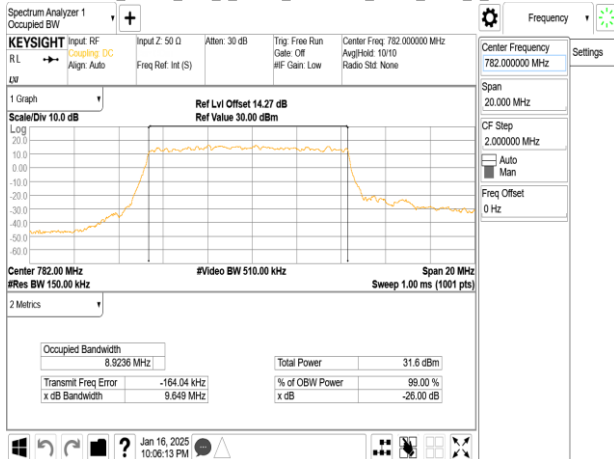 Spectrum Analyzer 1
Occupied BW
Frequency
KEYSIGHT
RL
LXI
Input: RF
Coupling: DC
Align: Auto
Input Z: 50 Ω
Freq Ref: Int (S)
Atten: 30 dB
Trig: Free Run
Gate: Off
#IF Gain: Low
Center Freq: 782.000000 MHz
Avg|Hold: 10/10
Radio Std: None
Center Frequency
782.000000 MHz
Settings
Span
20.000 MHz
CF Step
2.000000 MHz
Auto
Man
Freq Offset
0 Hz
1 Graph
Scale/Div 10.0 dB
Ref Lvl Offset 14.27 dB
Ref Value 30.00 dBm
Log
20.0
10.0
0.00
-10.0
-20.0
-30.0
-40.0
-50.0
-60.0
Center 782.00 MHz
#Video BW 510.00 kHz
Span 20 MHz
#Res BW 150.00 kHz
Sweep 1.00 ms (1001 pts)
2 Metrics
Occupied Bandwidth
8.9236 MHz
Total Power 31.6 dBm
Transmit Freq Error -164.04 kHz
% of OBW Power 99.00 %
x dB Bandwidth 9.649 MHz
x dB -26.00 dB
?
Jan 16, 2025
10:06:13 PM